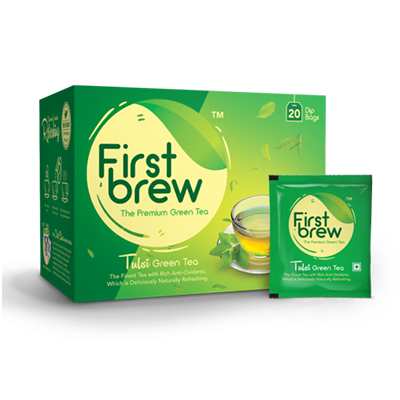 Refreshing
First
brew
™
The Premium Green Tea
20
Dip
Bags
Tulsi Green Tea
The Finest Tea with Rich Anti-Oxidants,
Which is Deliciously Naturally Refreshing.
First
brew
™
The Premium Green Tea
Tulsi Green Tea
The Finest Tea with Rich Anti-Oxidants,
Which is Deliciously Naturally Refreshing.